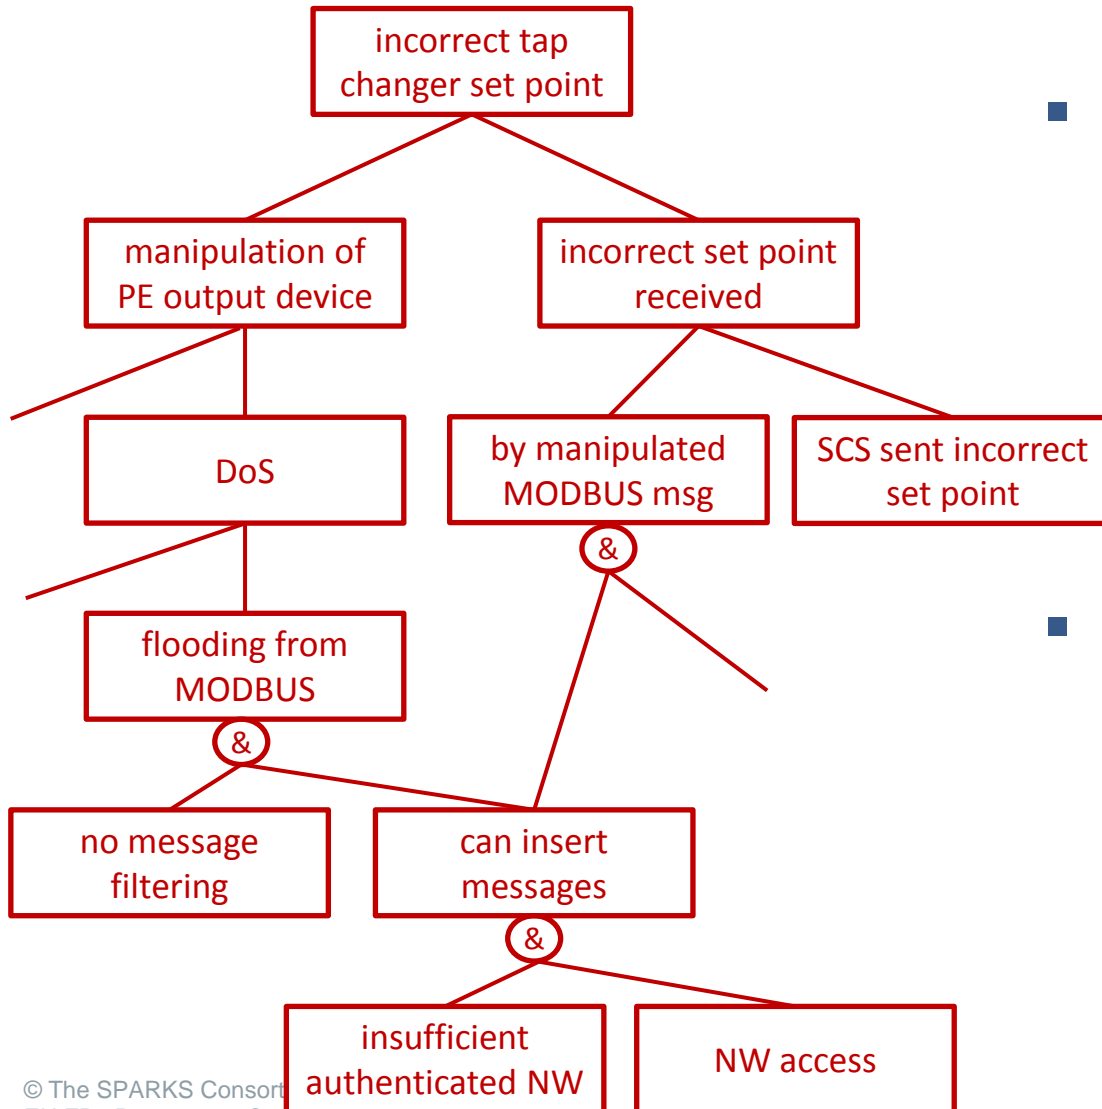 incorrect tap
changer set point
manipulation of
PE output device
incorrect set point
received
DoS
by manipulated
MODBUS msg
SCS sent incorrect
set point
&
flooding from
MODBUS
&
no message
filtering
can insert
messages
&
insufficient
authenticated NW
NW access
© The SPARKS Consort